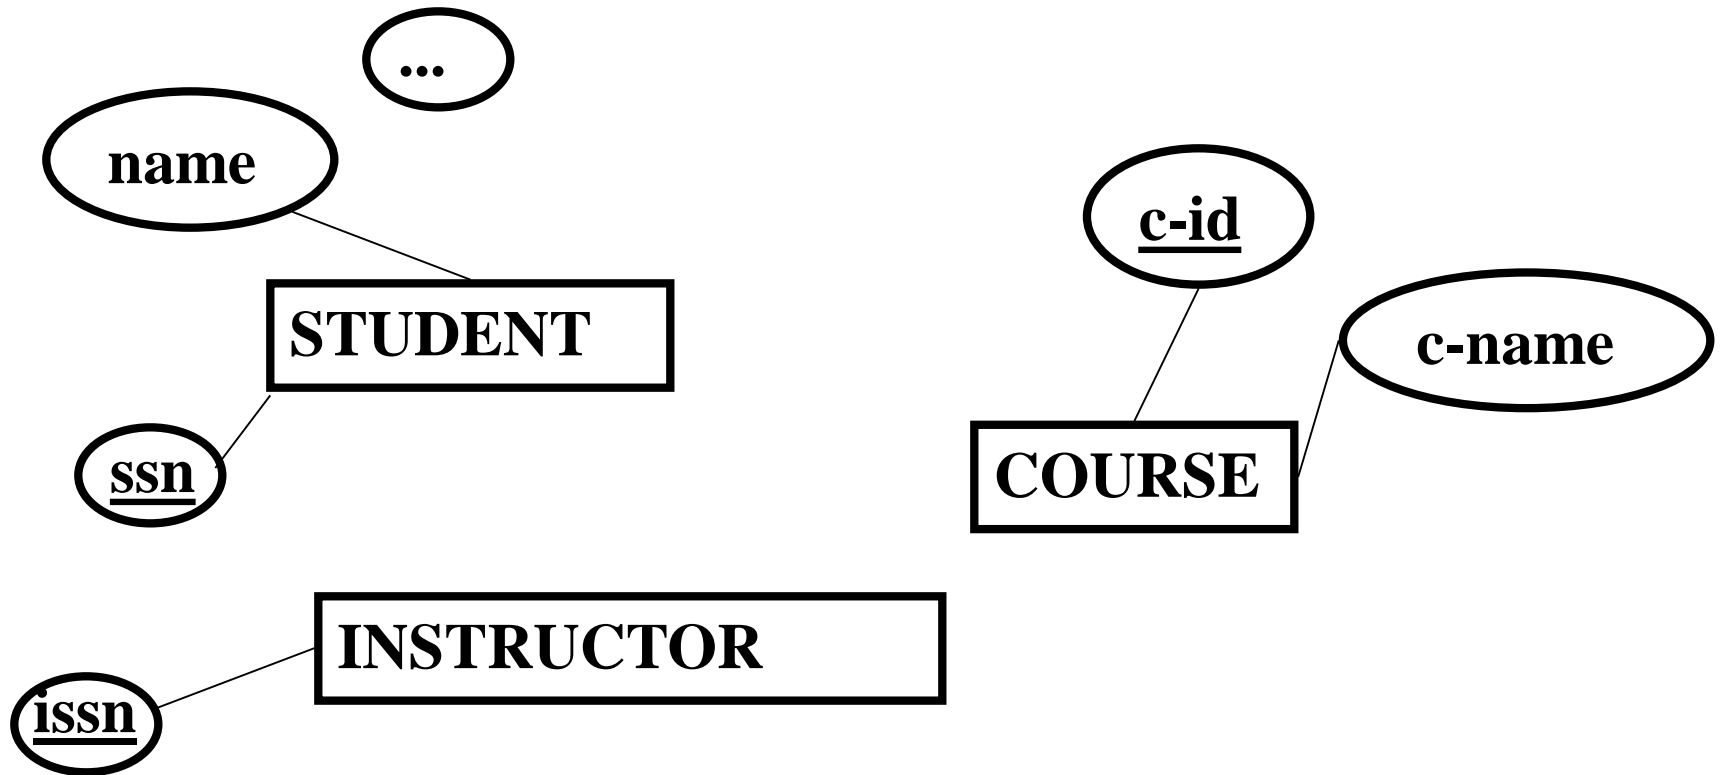 ...
name
c-id
STUDENT
c-name
ssn
COURSE
INSTRUCTOR
issn